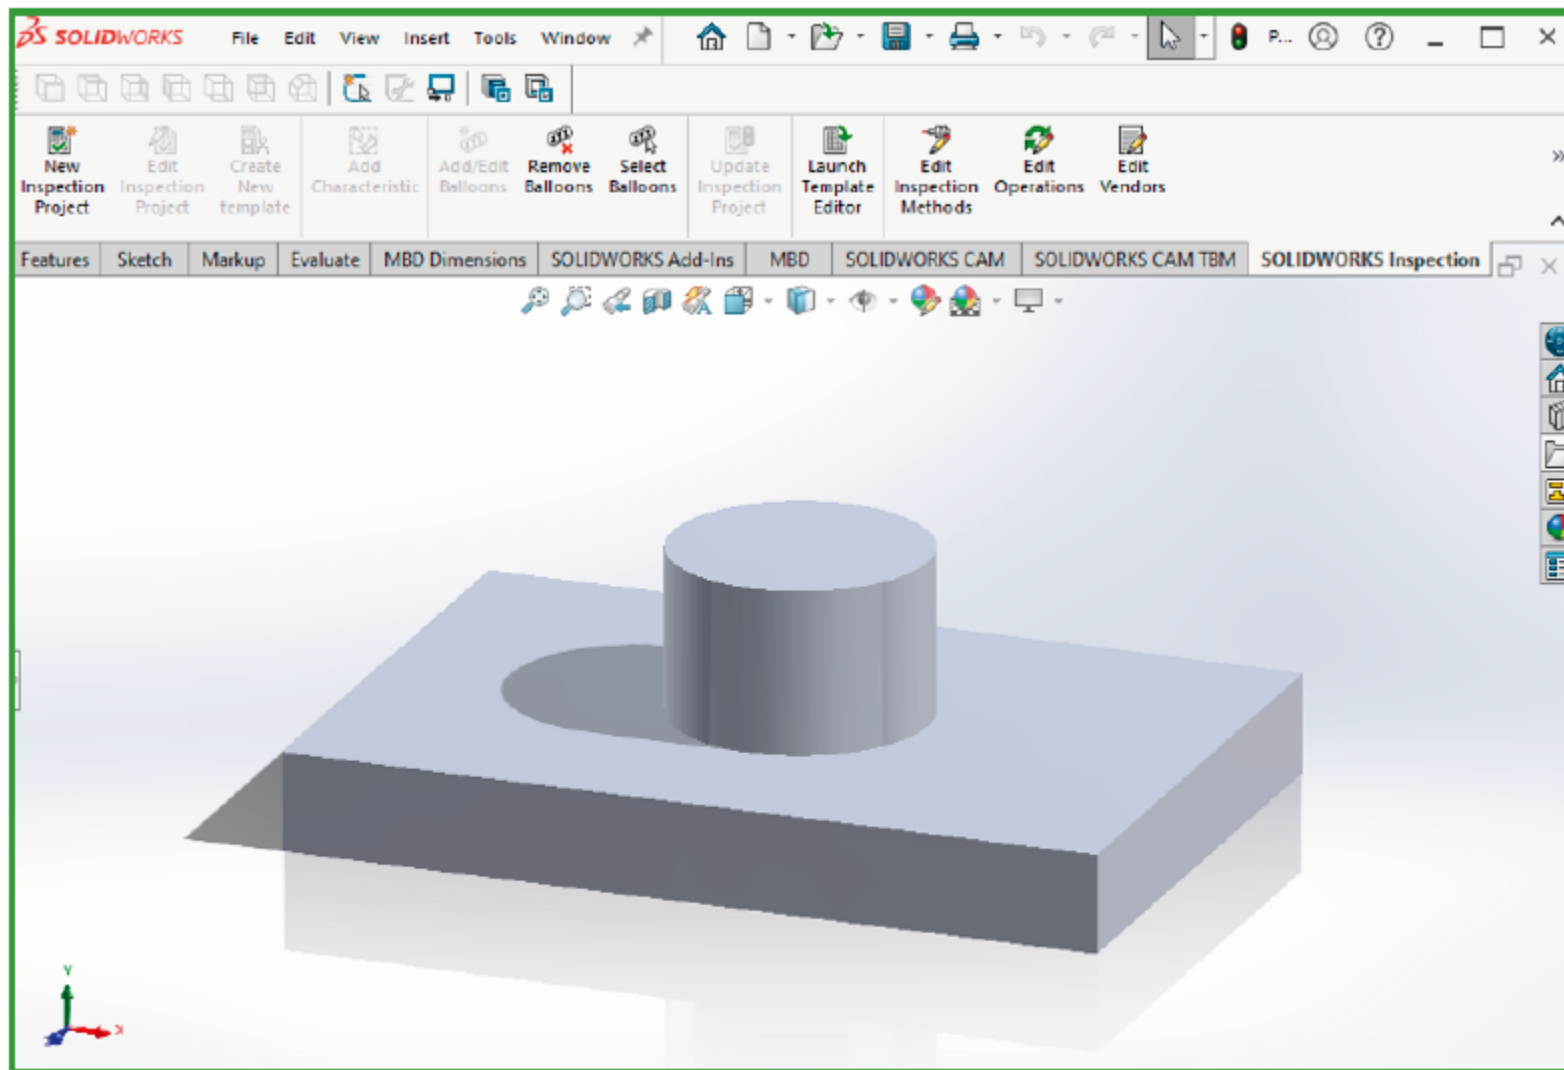 SOLIDWORKS File Edit View Insert Tools Window P...
New Inspection Project
Edit Inspection Project
Create New template
Add Characteristic
Add/Edit Balloons
Remove Balloons
Select Balloons
Update Inspection Project
Launch Template Editor
Edit Inspection Methods
Edit Operations
Edit Vendors
Features Sketch Markup Evaluate MBD Dimensions SOLIDWORKS Add-Ins MBD SOLIDWORKS CAM SOLIDWORKS CAM TBM SOLIDWORKS Inspection
Y
X